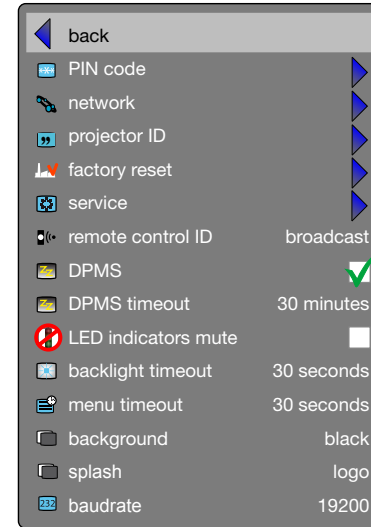 back
PIN code
network
projector ID
factory reset
service
remote control ID broadcast
DPMS
DPMS timeout 30 minutes
LED indicators mute
backlight timeout 30 seconds
menu timeout 30 seconds
background black
splash logo
232 baudrate 19200